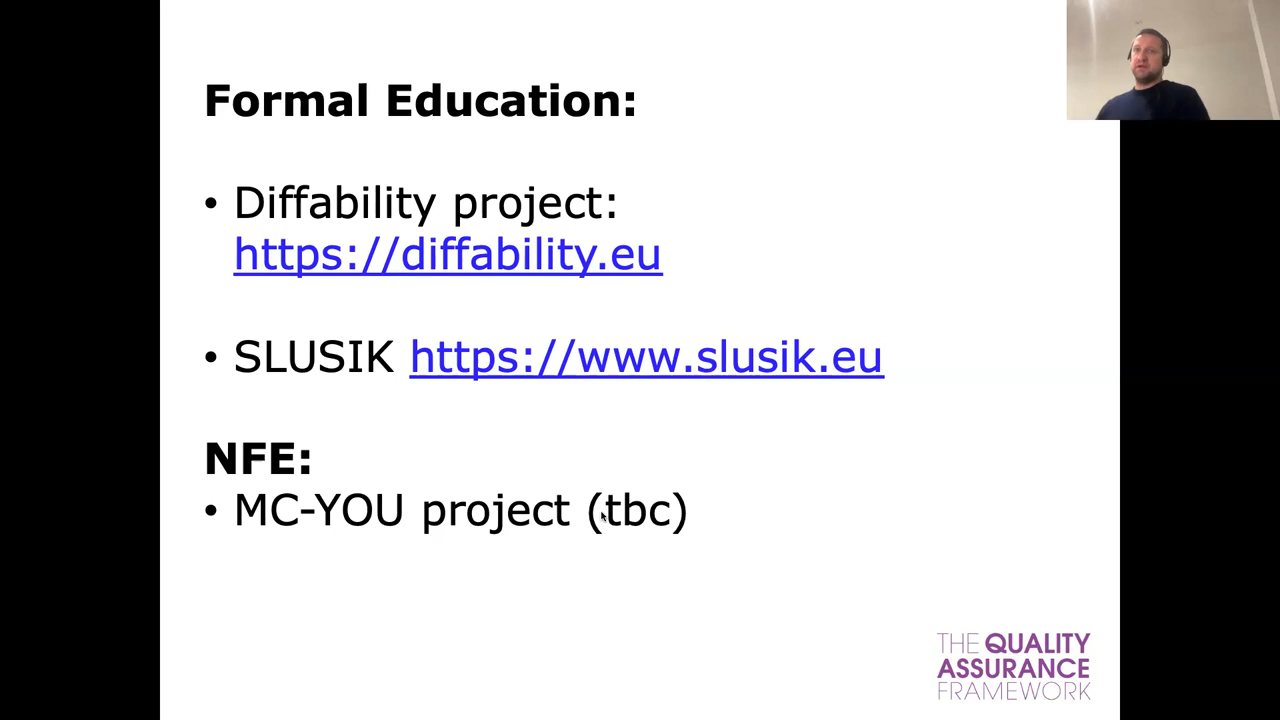 Formal Education:
• Diffability project:
https://diffability.eu
• SLUSIK https://www.slusik.eu
NFE:
• MC-YOU project (tbc)
THE QUALITY
ASSURANCE
FRAMEWORK